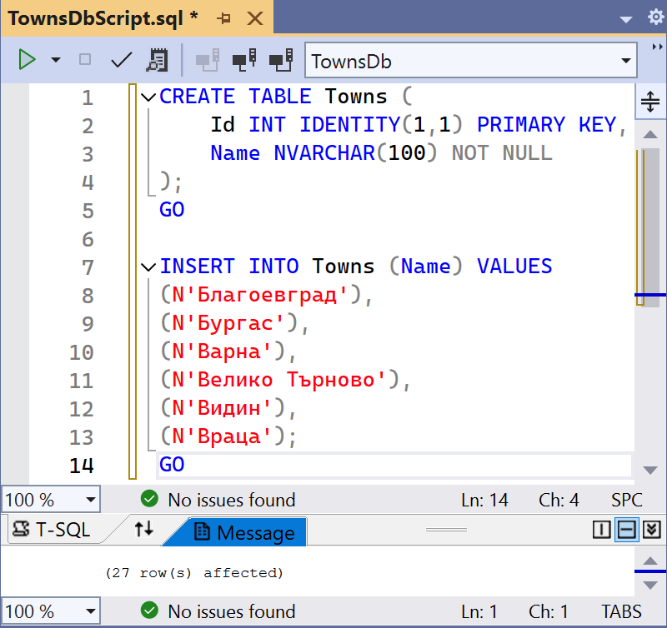 TownsDbScript.sql *
TownsDb
1 CREATE TABLE Towns (
2 Id INT IDENTITY(1,1) PRIMARY KEY,
3 Name NVARCHAR(100) NOT NULL
4 );
5 GO
6
7 INSERT INTO Towns (Name) VALUES
8 (N'Благоевград'),
9 (N'Бургас'),
10 (N'Варна'),
11 (N'Велико Търново'),
12 (N'Видин'),
13 (N'Враца');
14 GO
100 % No issues found Ln: 14 Ch: 4 SPC
T-SQL Message
(27 row(s) affected)
100 % No issues found Ln: 1 Ch: 1 TABS